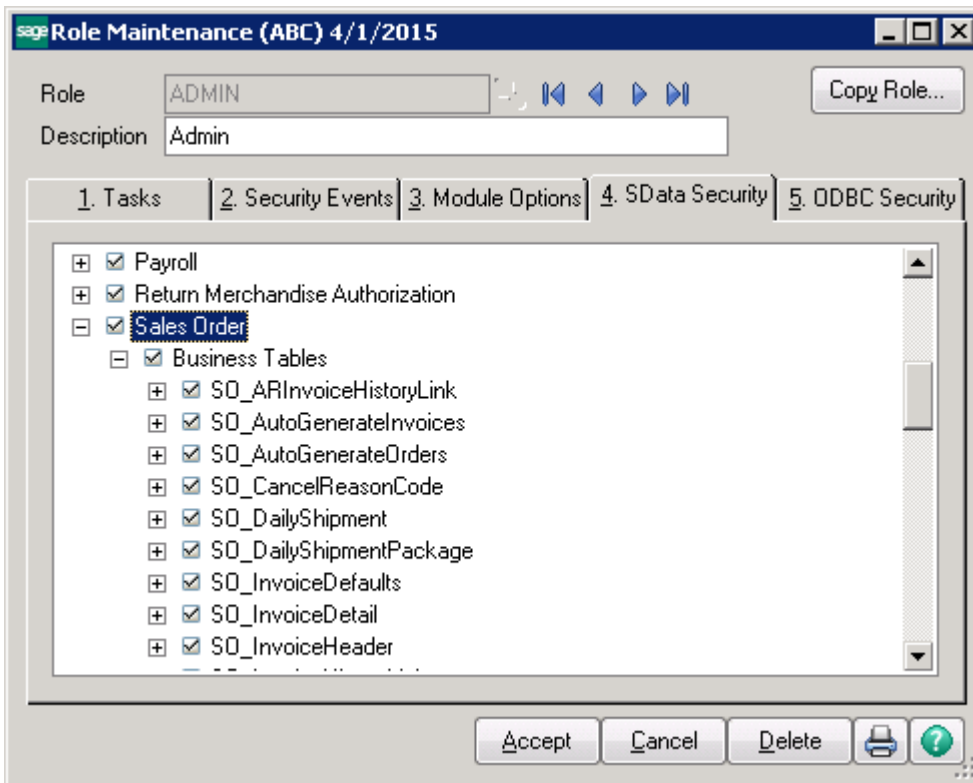 sage Role Maintenance (ABC) 4/1/2015
Role ADMIN Copy Role...
Description Admin
1. Tasks 2. Security Events 3. Module Options 4. SData Security 5. ODBC Security
Payroll
Return Merchandise Authorization
Sales Order
Business Tables
SO_ARInvoiceHistoryLink
SO_AutoGenerateInvoices
SO_AutoGenerateOrders
SO_CancelReasonCode
SO_DailyShipment
SO_DailyShipmentPackage
SO_InvoiceDefaults
SO_InvoiceDetail
SO_InvoiceHeader
Accept Cancel Delete